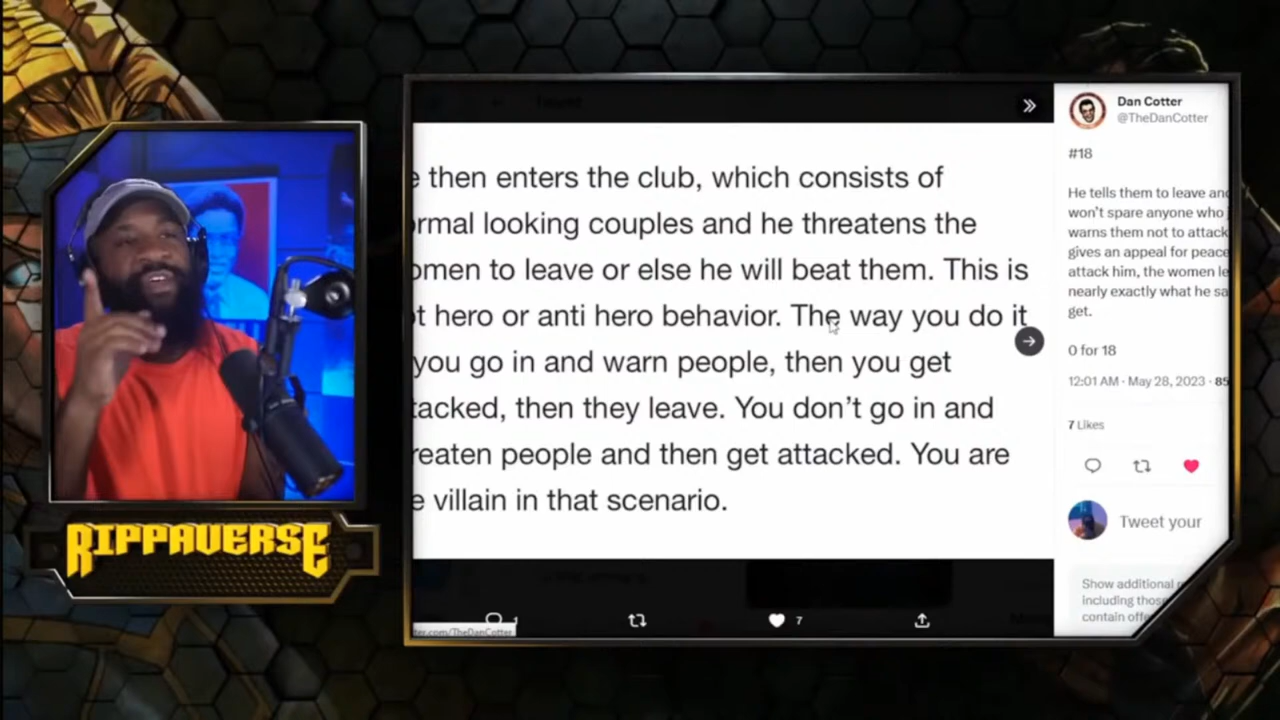 e then enters the club, which consists of
ormal looking couples and he threatens the
omen to leave or else he will beat them. This is
ot hero or anti hero behavior. The way you do it
you go in and warn people, then you get
tacked, then they leave. You don't go in and
reaten people and then get attacked. You are
e villain in that scenario.
7
ter.com/TheDanCotter
Dan Cotter
@TheDanCotter
#18
He tells them to leave and
won't spare anyone who
warns them not to attack
gives an appeal for peace
attack him, the women le
nearly exactly what he sa
get.
0 for 18
12:01 AM · May 28, 2023 · 85
7 Likes
Tweet your
Show additional
including those
contain offe
RIPPAVERSE